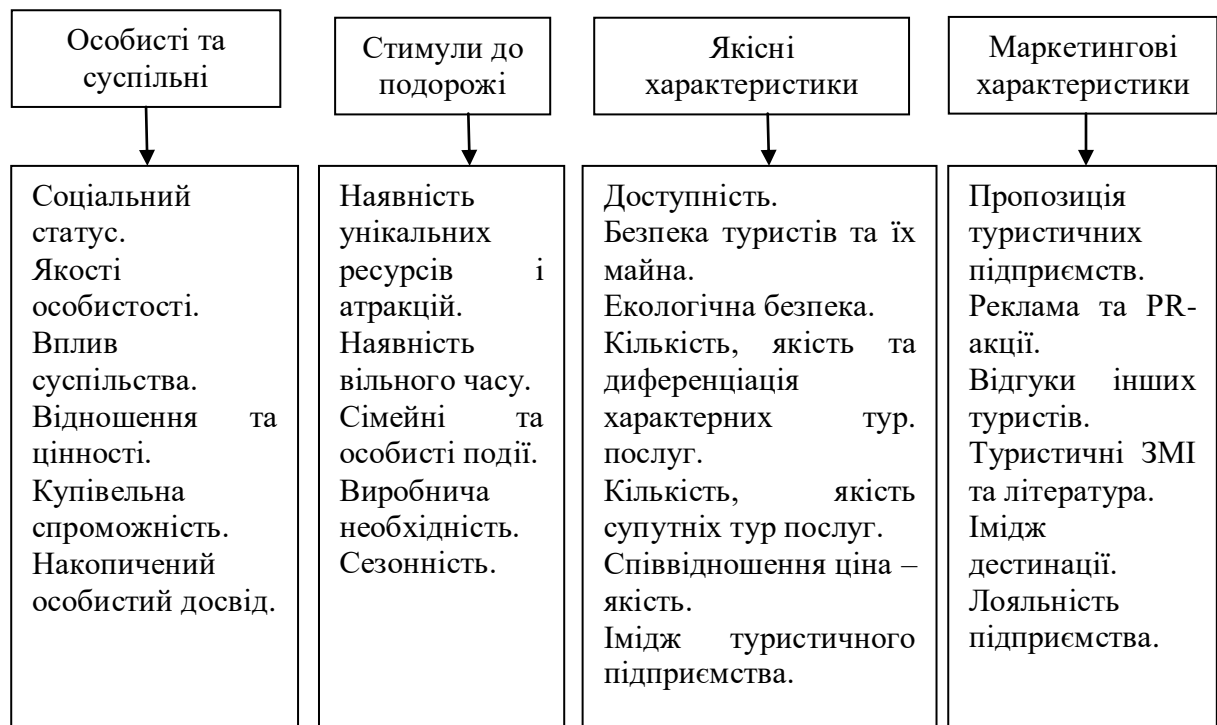 Особисті та
суспільні
Стимули до
подорожі
Якісні
характеристики
Маркетингові
характеристики
Соціальний
статус.
Якості
особистості.
Вплив
суспільства.
Відношення та
цінності.
Купівельна
спроможність.
Накопичений
особистий досвід.
Наявність
унікальних
ресурсів і
атракцій.
Наявність
вільного часу.
Сімейні та
особисті події.
Виробнича
необхідність.
Сезонність.
Доступність.
Безпека туристів та їх
майна.
Екологічна безпека.
Кількість, якість та
диференціація
характерних тур.
послуг.
Кількість, якість
супутніх тур послуг.
Співвідношення ціна –
якість.
Імідж туристичного
підприємства.
Пропозиція
туристичних
підприємств.
Реклама та PR-
акції.
Відгуки інших
туристів.
Туристичні ЗМІ
та література.
Імідж
дестинації.
Лояльність
підприємства.